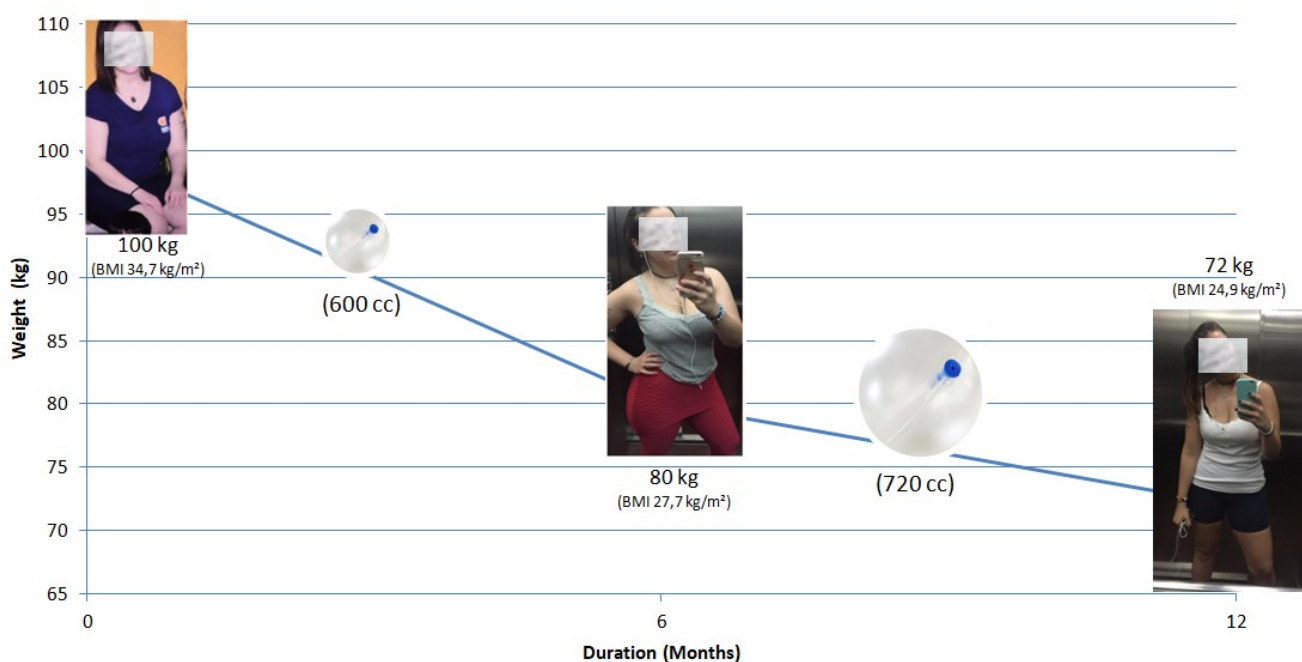 110
105
100
95
90
85
80
75
70
65
Weight (kg)
100 kg
(BMI 34,7 kg/m²)
(600 cc)
80 kg
(BMI 27,7 kg/m²)
(720 cc)
72 kg
(BMI 24,9 kg/m²)
0
6
12
Duration (Months)